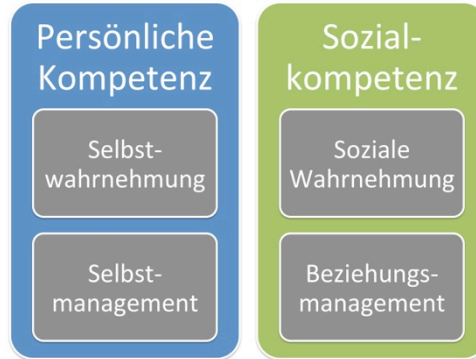 Persönliche
Kompetenz
Selbst-
wahrnehmung
Selbst-
management
Sozial-
kompetenz
Soziale
Wahrnehmung
Beziehungs-
management